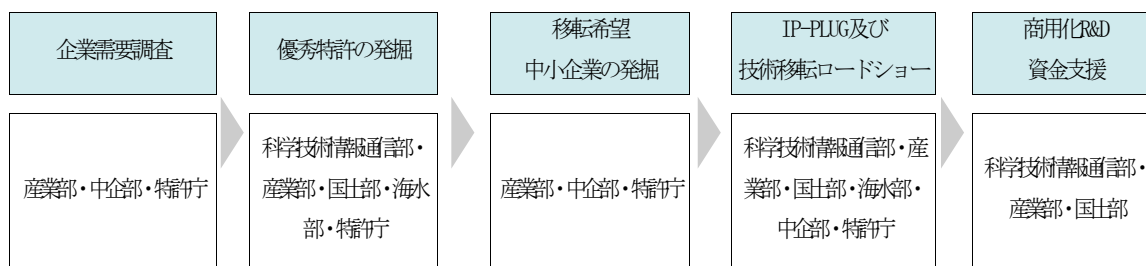 企業需要調査
優秀特許の発掘
移転希望
中小企業の発掘
IP-PLUG及び
技術移転ロードショー
商用化R&D
資金支援
産業部・中企部・特許庁
科学技術情報通信部・
産業部・国土部・海水
部・特許庁
産業部・中企部・特許庁
科学技術情報通信部・産
業部・国土部・海水部・
中企部・特許庁
科学技術情報通信部・
産業部・国土部